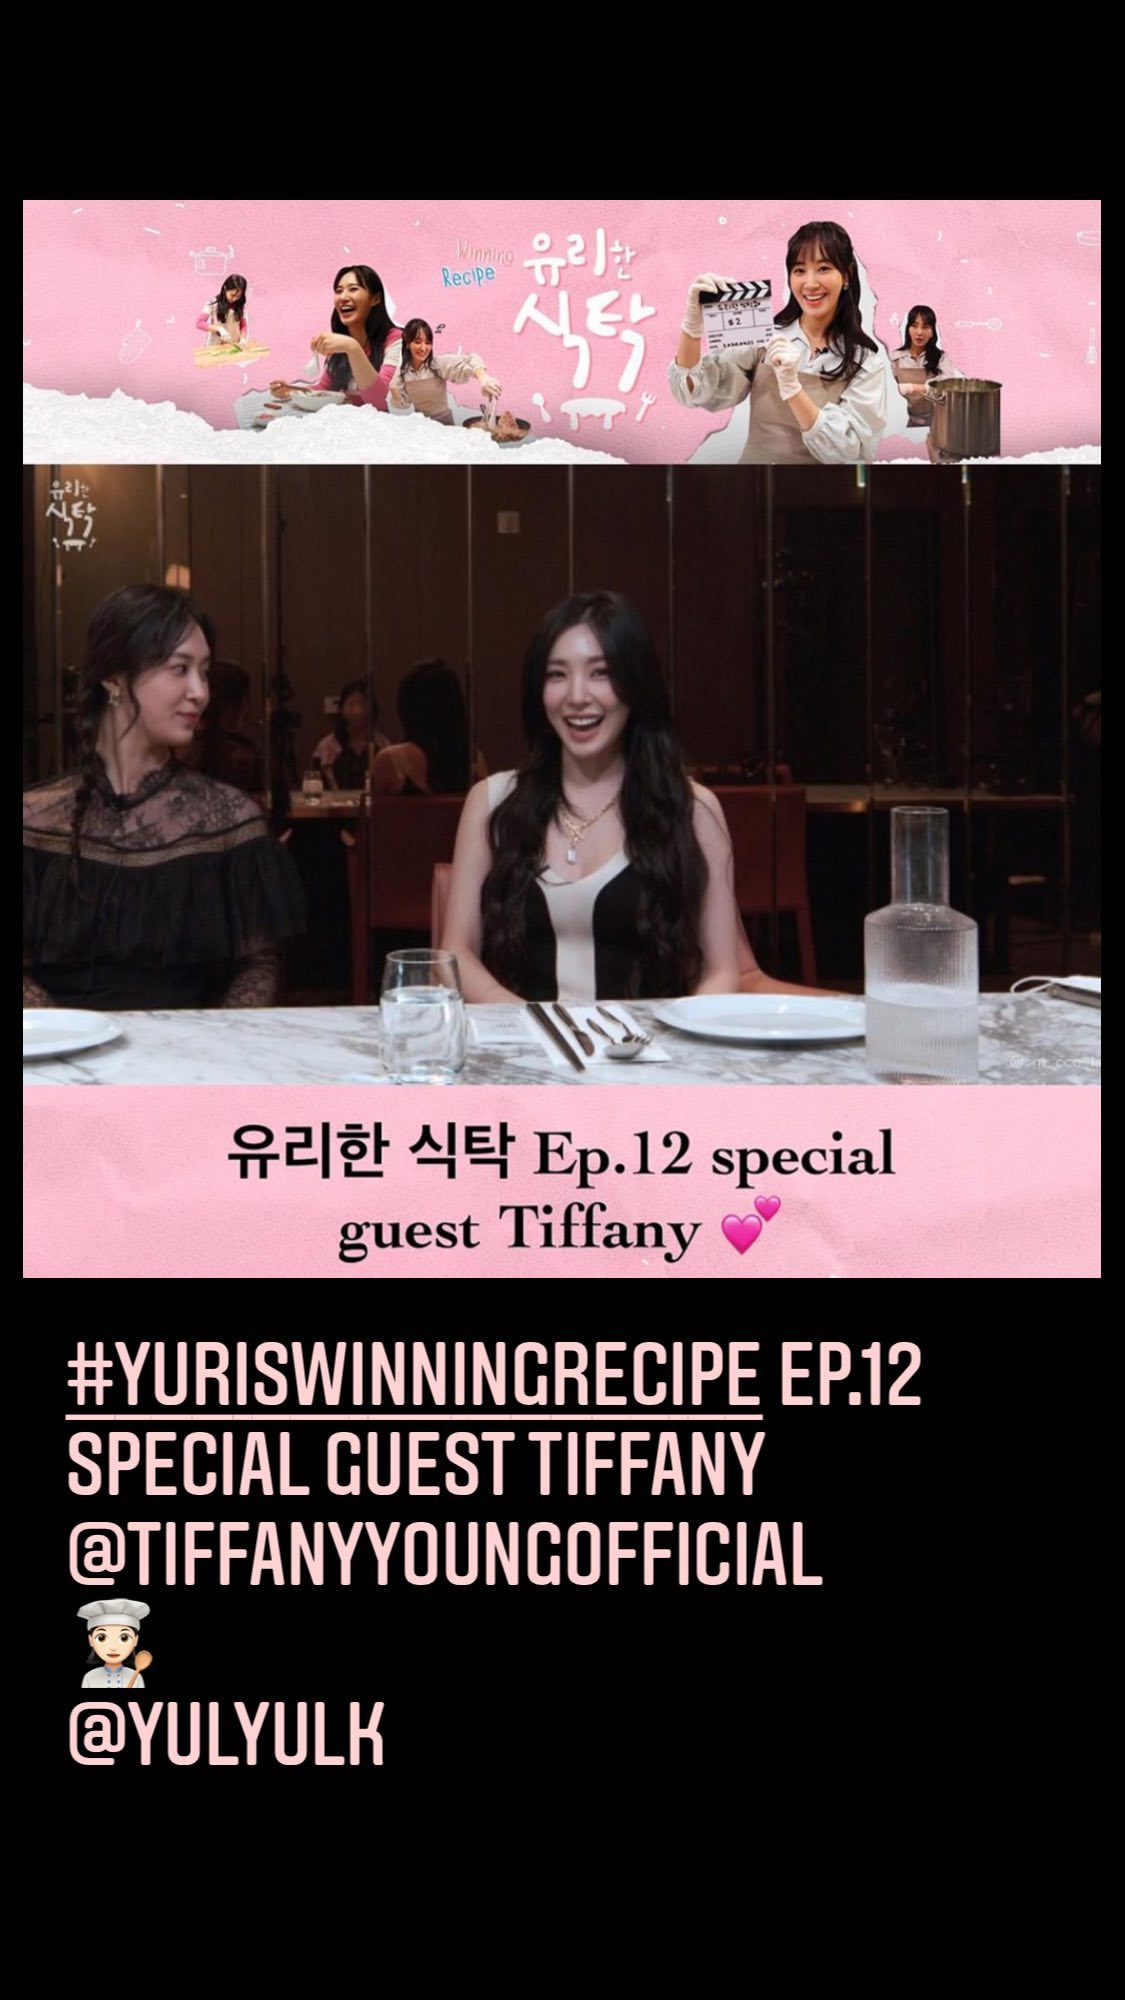 Winning
Recipe
유리한
식탁
#2
유리한
식탁
유리한 식탁 Ep.12 special
guest Tiffany 💕
#YURISWINNINGRECIPE EP.12
SPECIAL GUEST TIFFANY
@TIFFANYYOUNGOFFICIAL
👩🏻‍🍳
@YULYULK